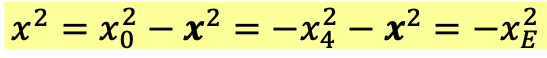 x² = x₀² − 𝒙² = −x₄² − 𝒙² = −x_E²